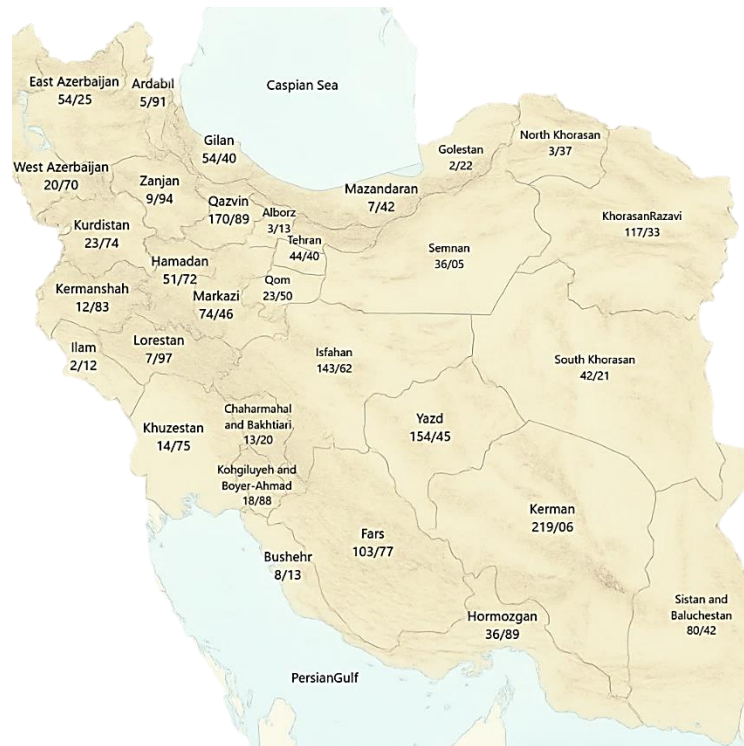 Caspian Sea
East Azerbaijan
54/25
Ardabil
5/91
Gilan
54/40
Golestan
2/22
North Khorasan
3/37
West Azerbaijan
20/70
Zanjan
9/94
Qazvin
170/89
Alborz
3/13
Mazandaran
7/42
KhorasanRazavi
117/33
Kurdistan
23/74
Tehran
44/40
Semnan
36/05
Hamadan
51/72
Qom
23/50
Kermanshah
12/83
Markazi
74/46
Ilam
2/12
Lorestan
7/97
Isfahan
143/62
South Khorasan
42/21
Khuzestan
14/75
Chaharmahal
and Bakhtiari
13/20
Yazd
154/45
Kohgiluyeh and
Boyer-Ahmad
18/88
Kerman
219/06
Fars
103/77
Bushehr
8/13
Hormozgan
36/89
Sistan and
Baluchestan
80/42
PersianGulf